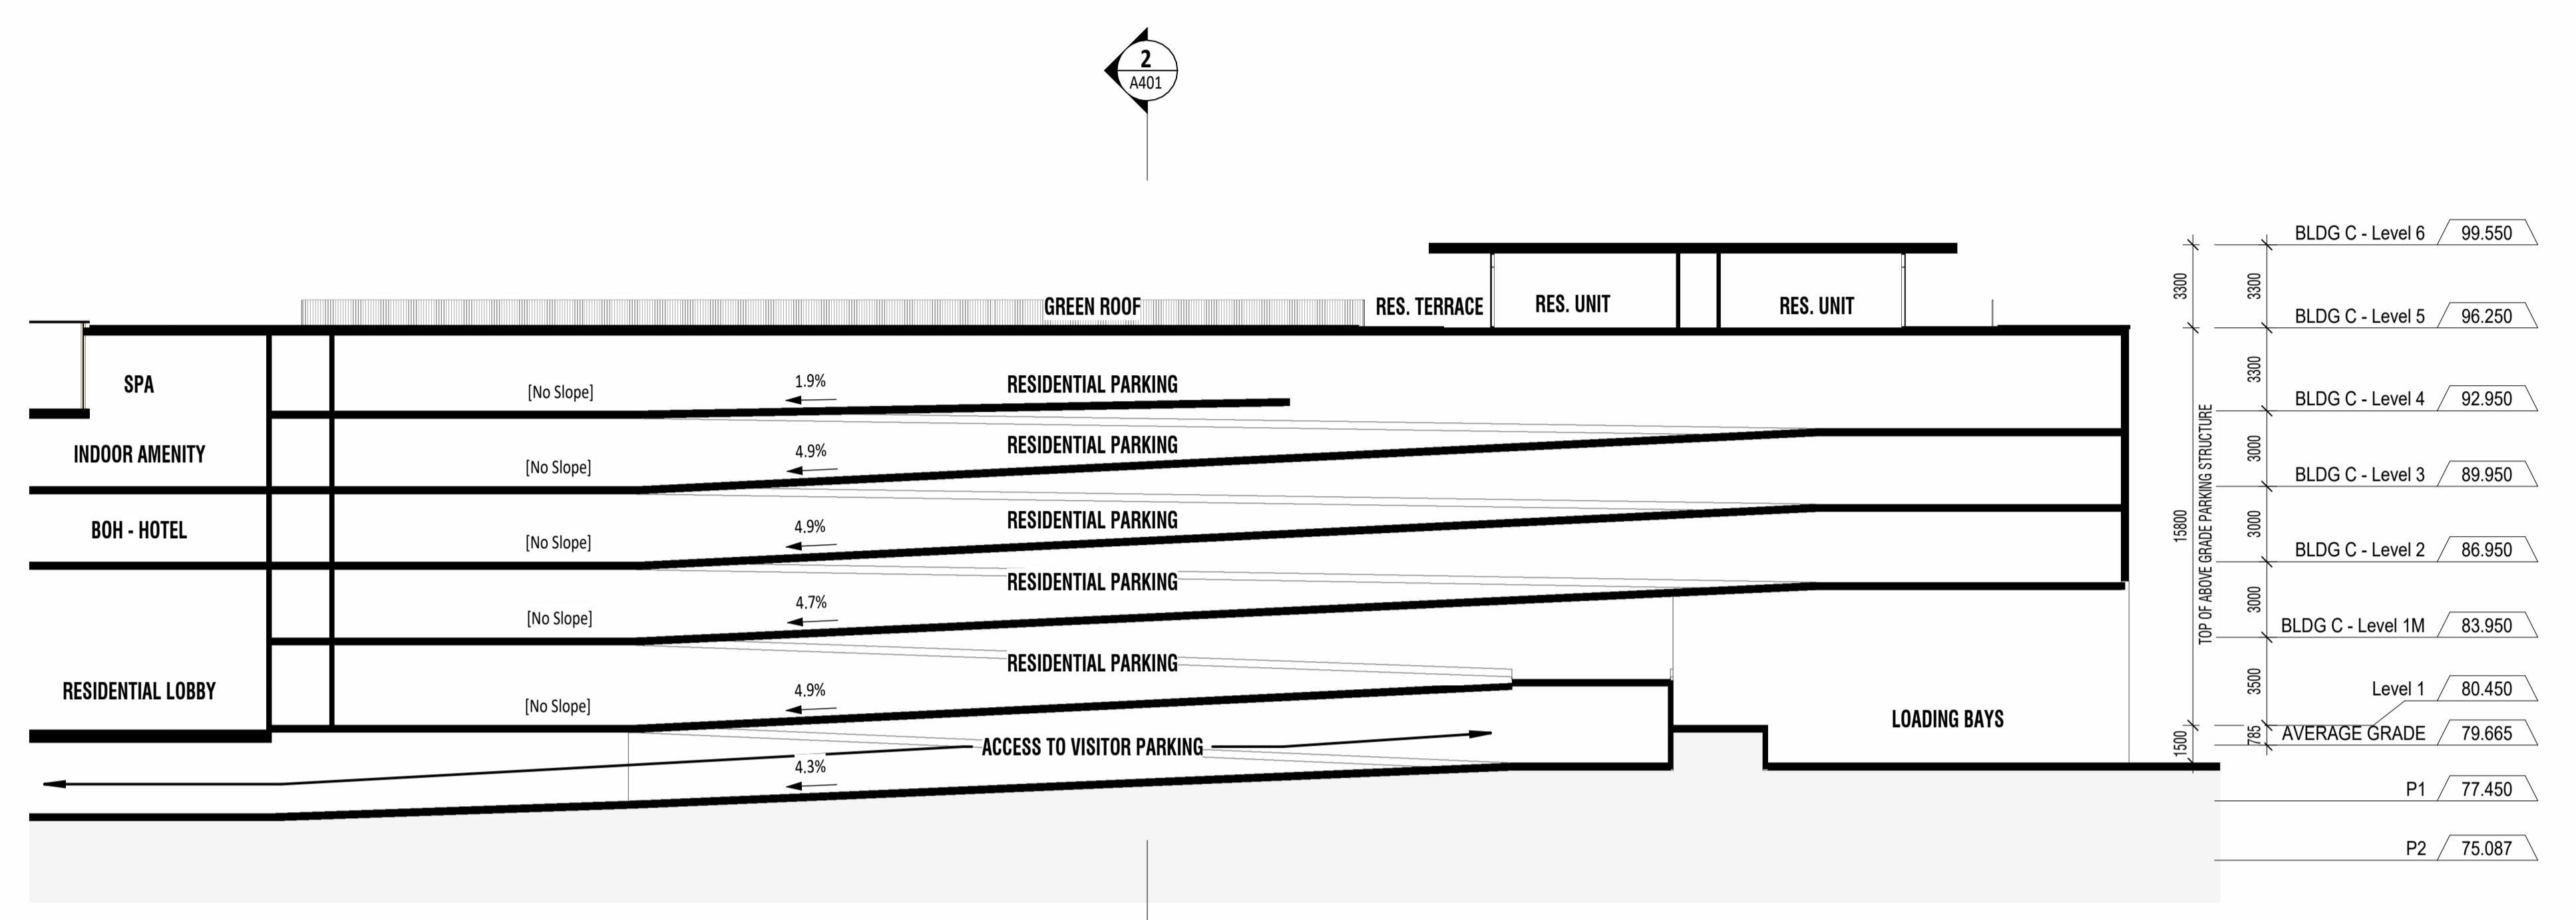 2
A401
BLDG C - Level 6 99.550
3300 3300
GREEN ROOF RES. TERRACE RES. UNIT RES. UNIT
BLDG C - Level 5 96.250
SPA [No Slope] 1.9% RESIDENTIAL PARKING
3300
BLDG C - Level 4 92.950
INDOOR AMENITY [No Slope] 4.9% RESIDENTIAL PARKING
3000
BLDG C - Level 3 89.950
BOH - HOTEL [No Slope] 4.9% RESIDENTIAL PARKING
15800
TOP OF ABOVE GRADE PARKING STRUCTURE
3000
BLDG C - Level 2 86.950
[No Slope] 4.7% RESIDENTIAL PARKING
3000
BLDG C - Level 1M 83.950
RESIDENTIAL LOBBY [No Slope] 4.9% RESIDENTIAL PARKING
3500
Level 1 80.450
LOADING BAYS
1500 785
AVERAGE GRADE 79.665
ACCESS TO VISITOR PARKING
4.3%
P1 77.450
P2 75.087